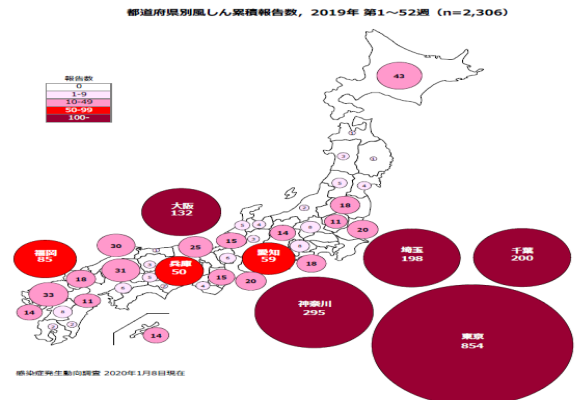 都道府県別風しん累積報告数, 2019年 第1～52週 (n=2,306)
報告数
0
1-9
10-49
50-99
100-
43
18
11
20
大阪
132
30
25
15
14
愛知
59
埼玉
198
千葉
200
福岡
85
18
31
兵庫
50
15
20
18
33
11
14
神奈川
295
東京
854
14
感染症発生動向調査 2020年1月8日現在